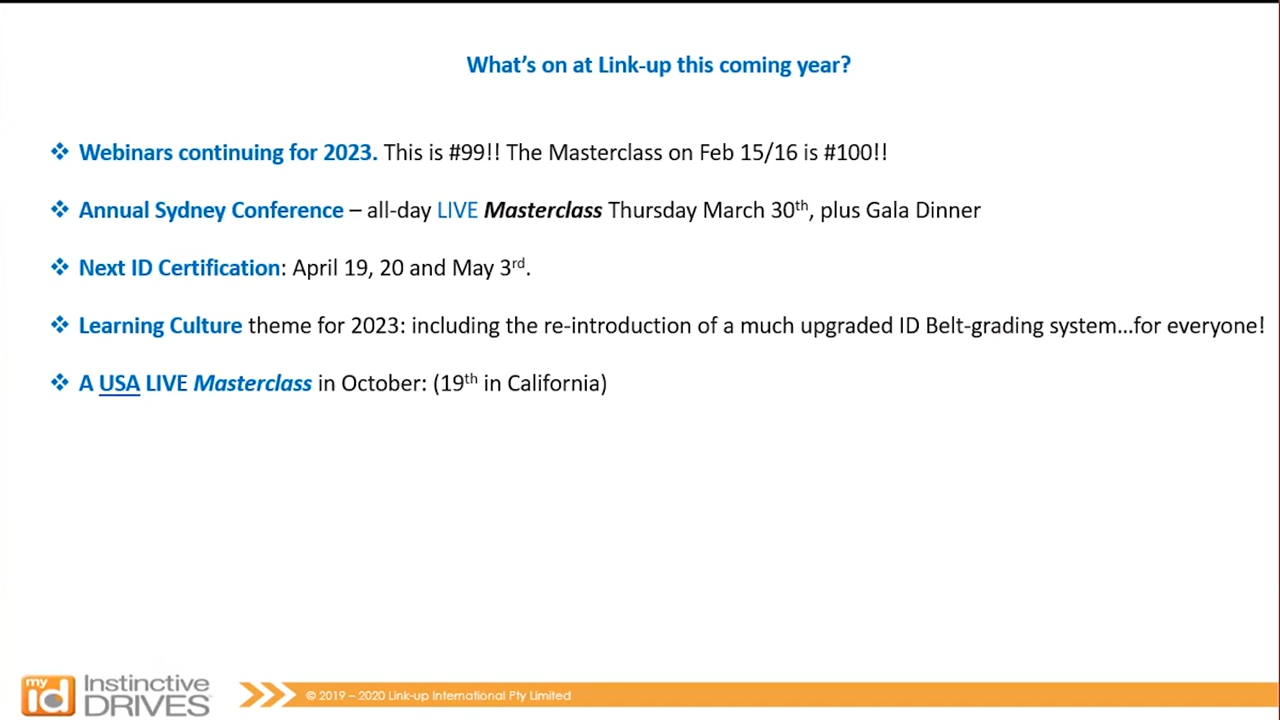 What's on at Link-up this coming year?
❖ Webinars continuing for 2023. This is #99!! The Masterclass on Feb 15/16 is #100!!
❖ Annual Sydney Conference – all-day LIVE Masterclass Thursday March 30th, plus Gala Dinner
❖ Next ID Certification: April 19, 20 and May 3rd.
❖ Learning Culture theme for 2023: including the re-introduction of a much upgraded ID Belt-grading system...for everyone!
❖ A USA LIVE Masterclass in October: (19th in California)
my
id
Instinctive
DRIVES
© 2019 – 2020 Link-up International Pty Limited